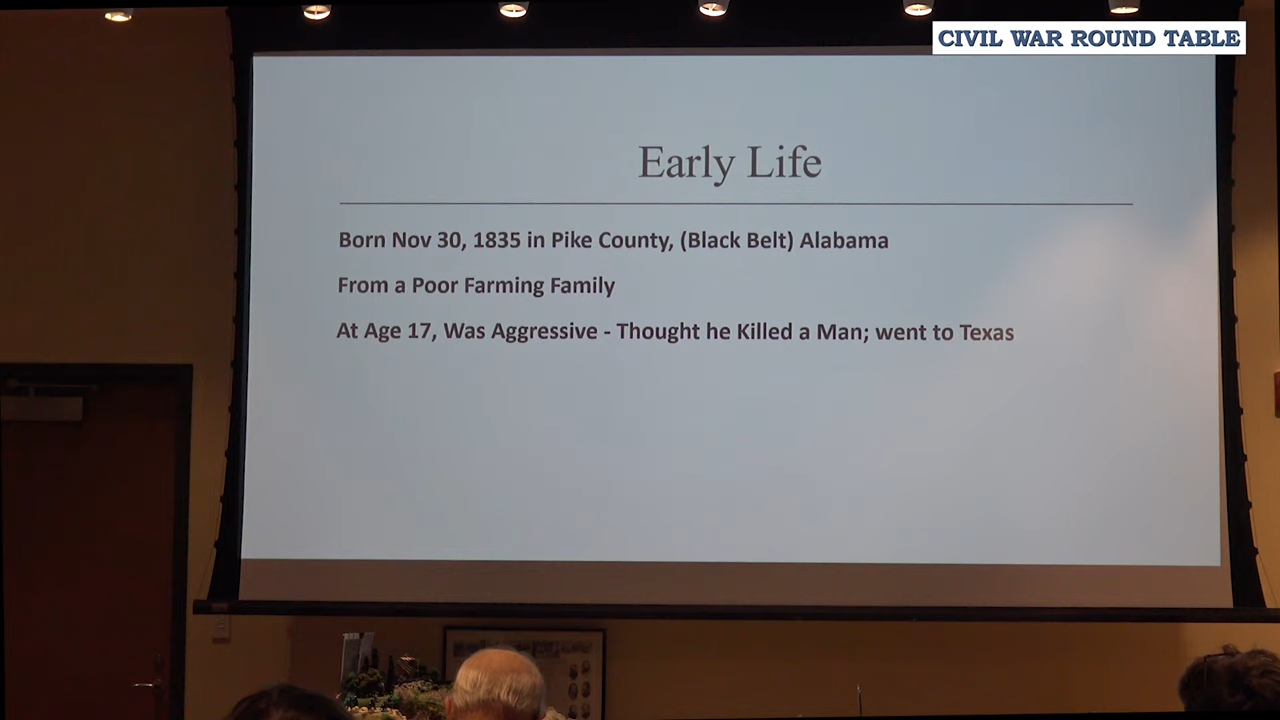 CIVIL WAR ROUND TABLE
Early Life
Born Nov 30, 1835 in Pike County, (Black Belt) Alabama
From a Poor Farming Family
At Age 17, Was Aggressive - Thought he Killed a Man; went to Texas